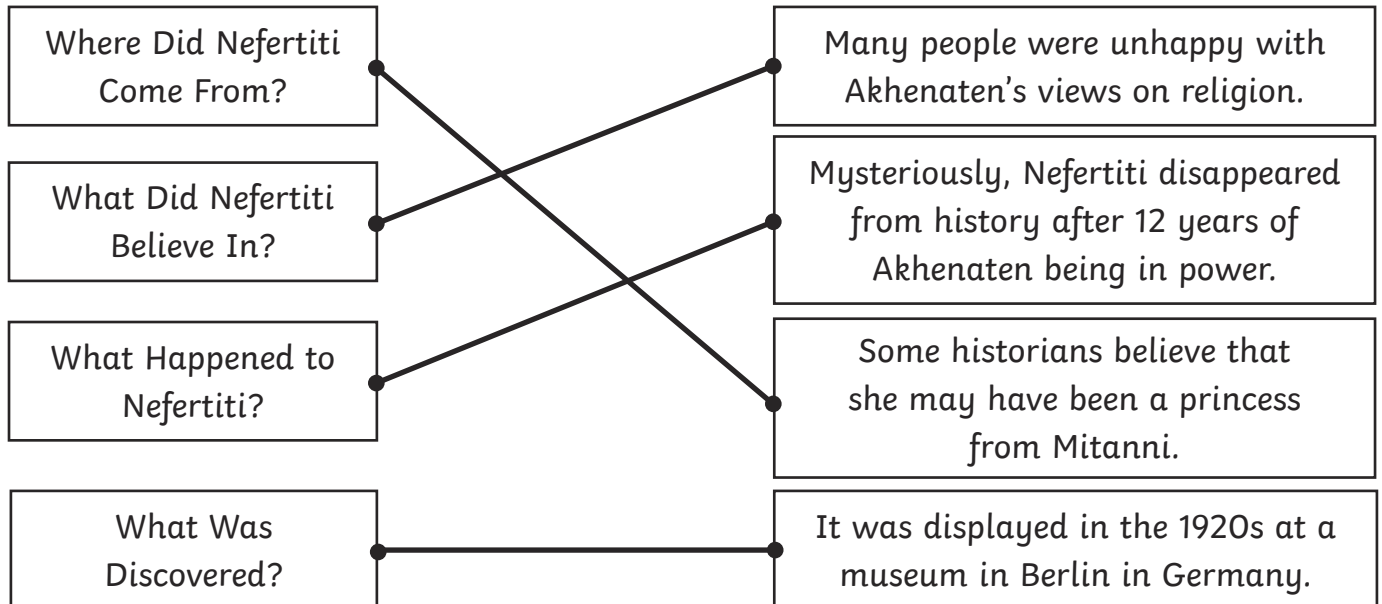 Where Did Nefertiti
Come From?
What Did Nefertiti
Believe In?
What Happened to
Nefertiti?
What Was
Discovered?
Many people were unhappy with
Akhenaten’s views on religion.
Mysteriously, Nefertiti disappeared
from history after 12 years of
Akhenaten being in power.
Some historians believe that
she may have been a princess
from Mitanni.
It was displayed in the 1920s at a
museum in Berlin in Germany.